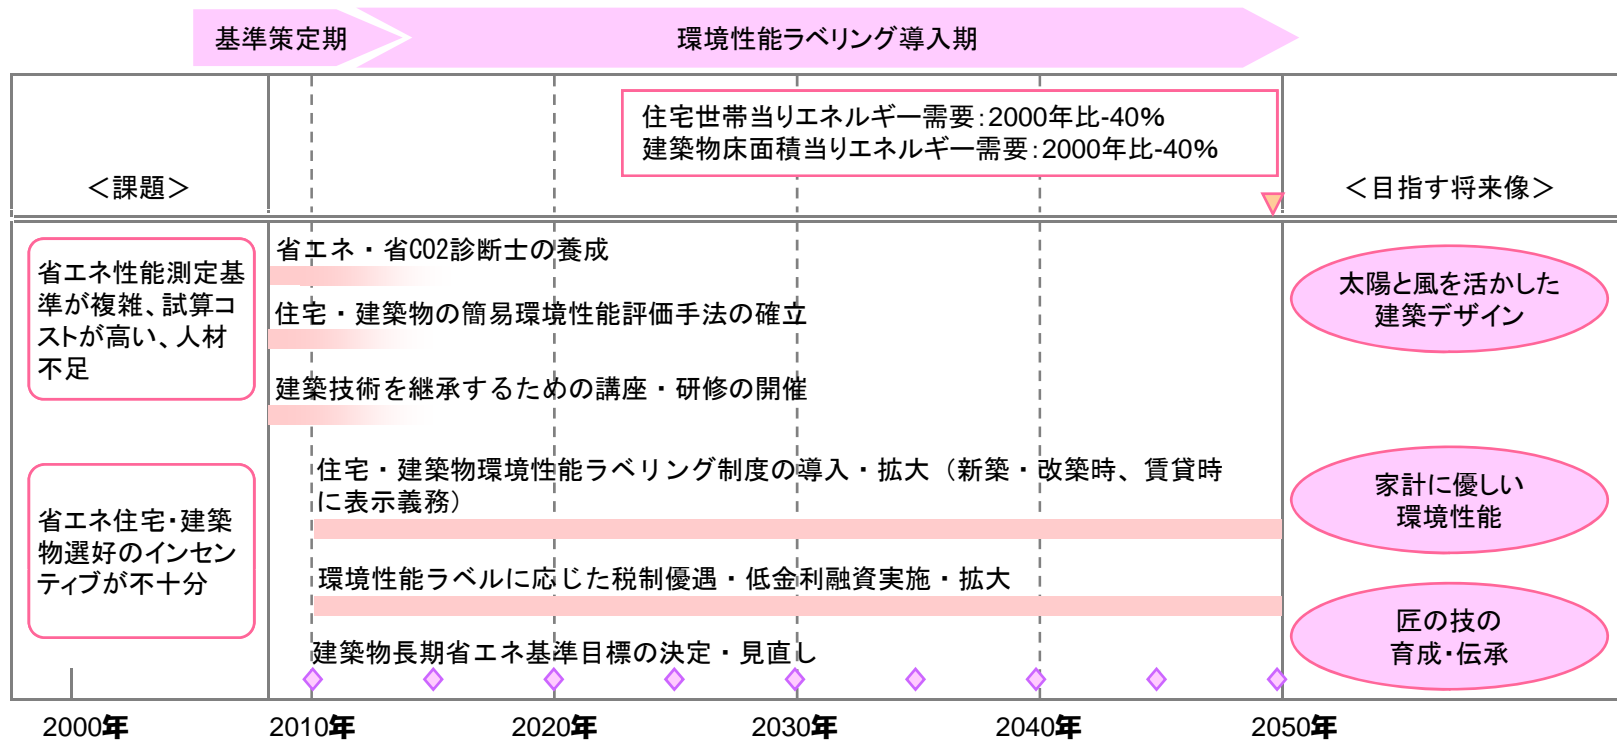 基準策定期
環境性能ラベリング導入期
住宅世帯当りエネルギー需要：2000年比-40%
建築物床面積当りエネルギー需要：2000年比-40%
＜課題＞
＜目指す将来像＞
省エネ性能測定基
準が複雑、試算コ
ストが高い、人材
不足
省エネ・省CO2診断士の養成
住宅・建築物の簡易環境性能評価手法の確立
建築技術を継承するための講座・研修の開催
太陽と風を活かした
建築デザイン
省エネ住宅・建築
物選好のインセン
ティブが不十分
住宅・建築物環境性能ラベリング制度の導入・拡大（新築・改築時、賃貸時
に表示義務）
環境性能ラベルに応じた税制優遇・低金利融資実施・拡大
建築物長期省エネ基準目標の決定・見直し
家計に優しい
環境性能
匠の技の
育成・伝承
2000年
2010年
2020年
2030年
2040年
2050年